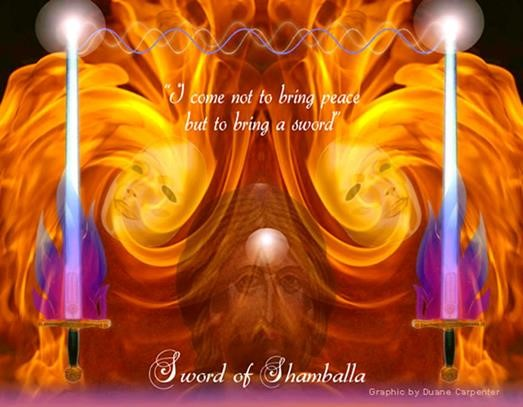 "I come not to bring peace
but to bring a sword"
Sword of Shamballa
Graphic by Duane Carpenter